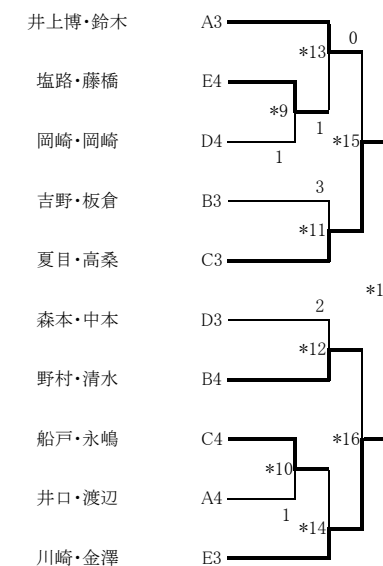 井上博・鈴木 A3
0
*13
塩路・藤橋 E4
*9
1
岡崎・岡崎 D4 *15
1
3
吉野・板倉 B3
*11
夏目・高桑 C3
*1
2
森本・中本 D3
*12
野村・清水 B4
船戸・永嶋 C4 *16
*10
井口・渡辺 A4
1
*14
川崎・金澤 E3